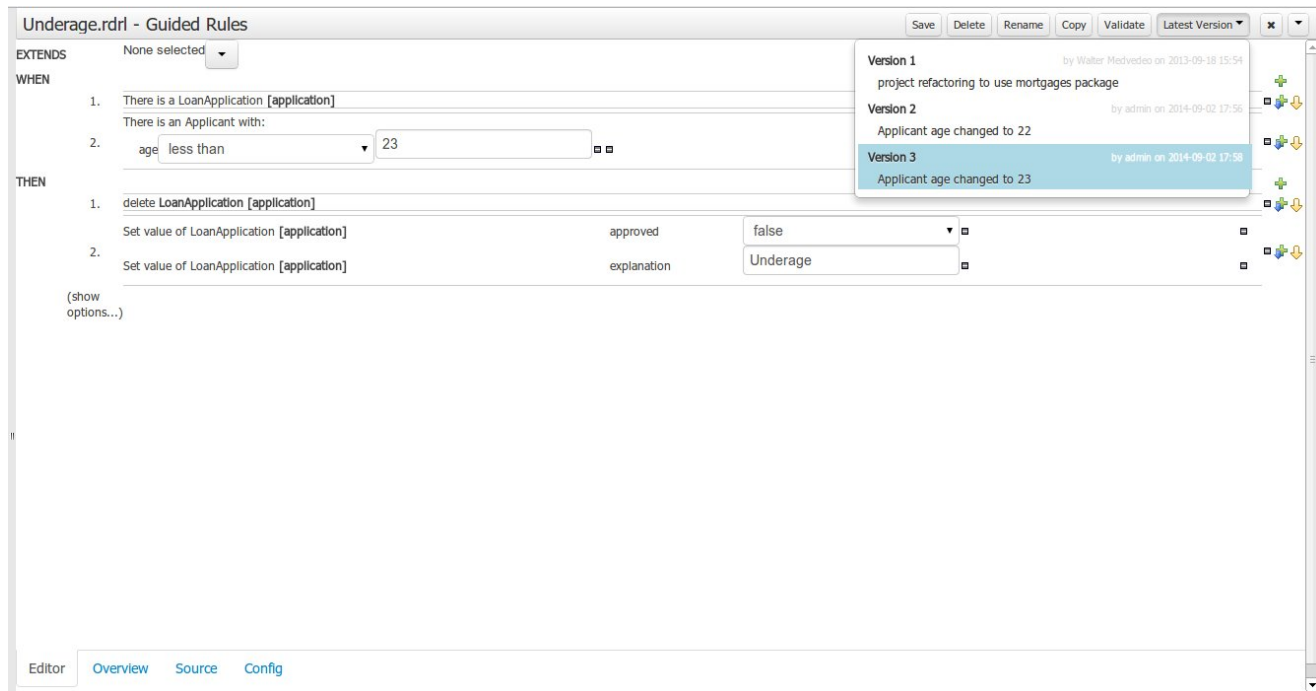 Underage.rdrl - Guided Rules
Save Delete Rename Copy Validate Latest Version
EXTENDS None selected
WHEN
1. There is a LoanApplication [application]
There is an Applicant with:
2. age less than 23
THEN
1. delete LoanApplication [application]
Set value of LoanApplication [application] approved false
2.
Set value of LoanApplication [application] explanation Underage
(show
options...)
Version 1 by Walter Medvedeo on 2013-09-18 15:54
project refactoring to use mortgages package
Version 2 by admin on 2014-09-02 17:56
Applicant age changed to 22
Version 3 by admin on 2014-09-02 17:58
Applicant age changed to 23
Editor Overview Source Config